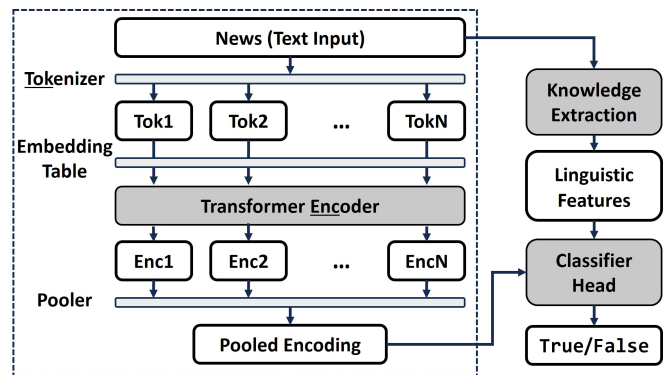 News (Text Input)
Tokenizer
Tok1 Tok2 ... TokN
Embedding
Table
Transformer Encoder
Enc1 Enc2 ... EncN
Pooler
Pooled Encoding
Knowledge
Extraction
Linguistic
Features
Classifier
Head
True/False